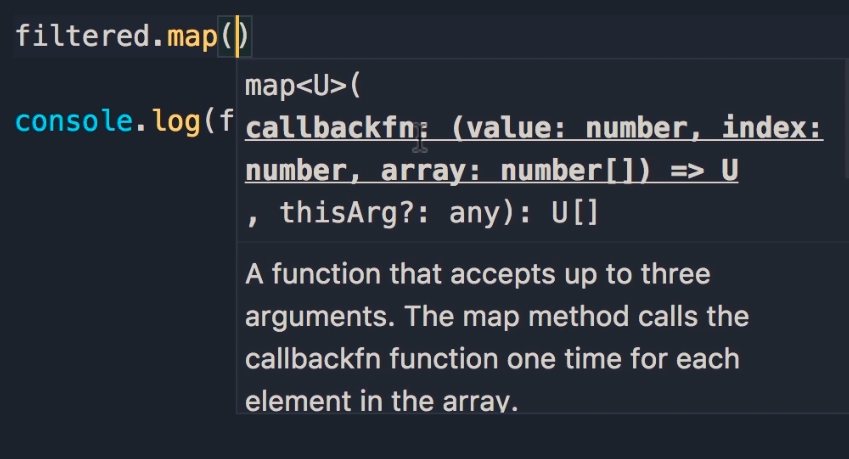 filtered.map()
map<U>(
console.log(f
callbackfn: (value: number, index:
number, array: number[]) => U
, thisArg?: any): U[]
A function that accepts up to three
arguments. The map method calls the
callbackfn function one time for each
element in the array.